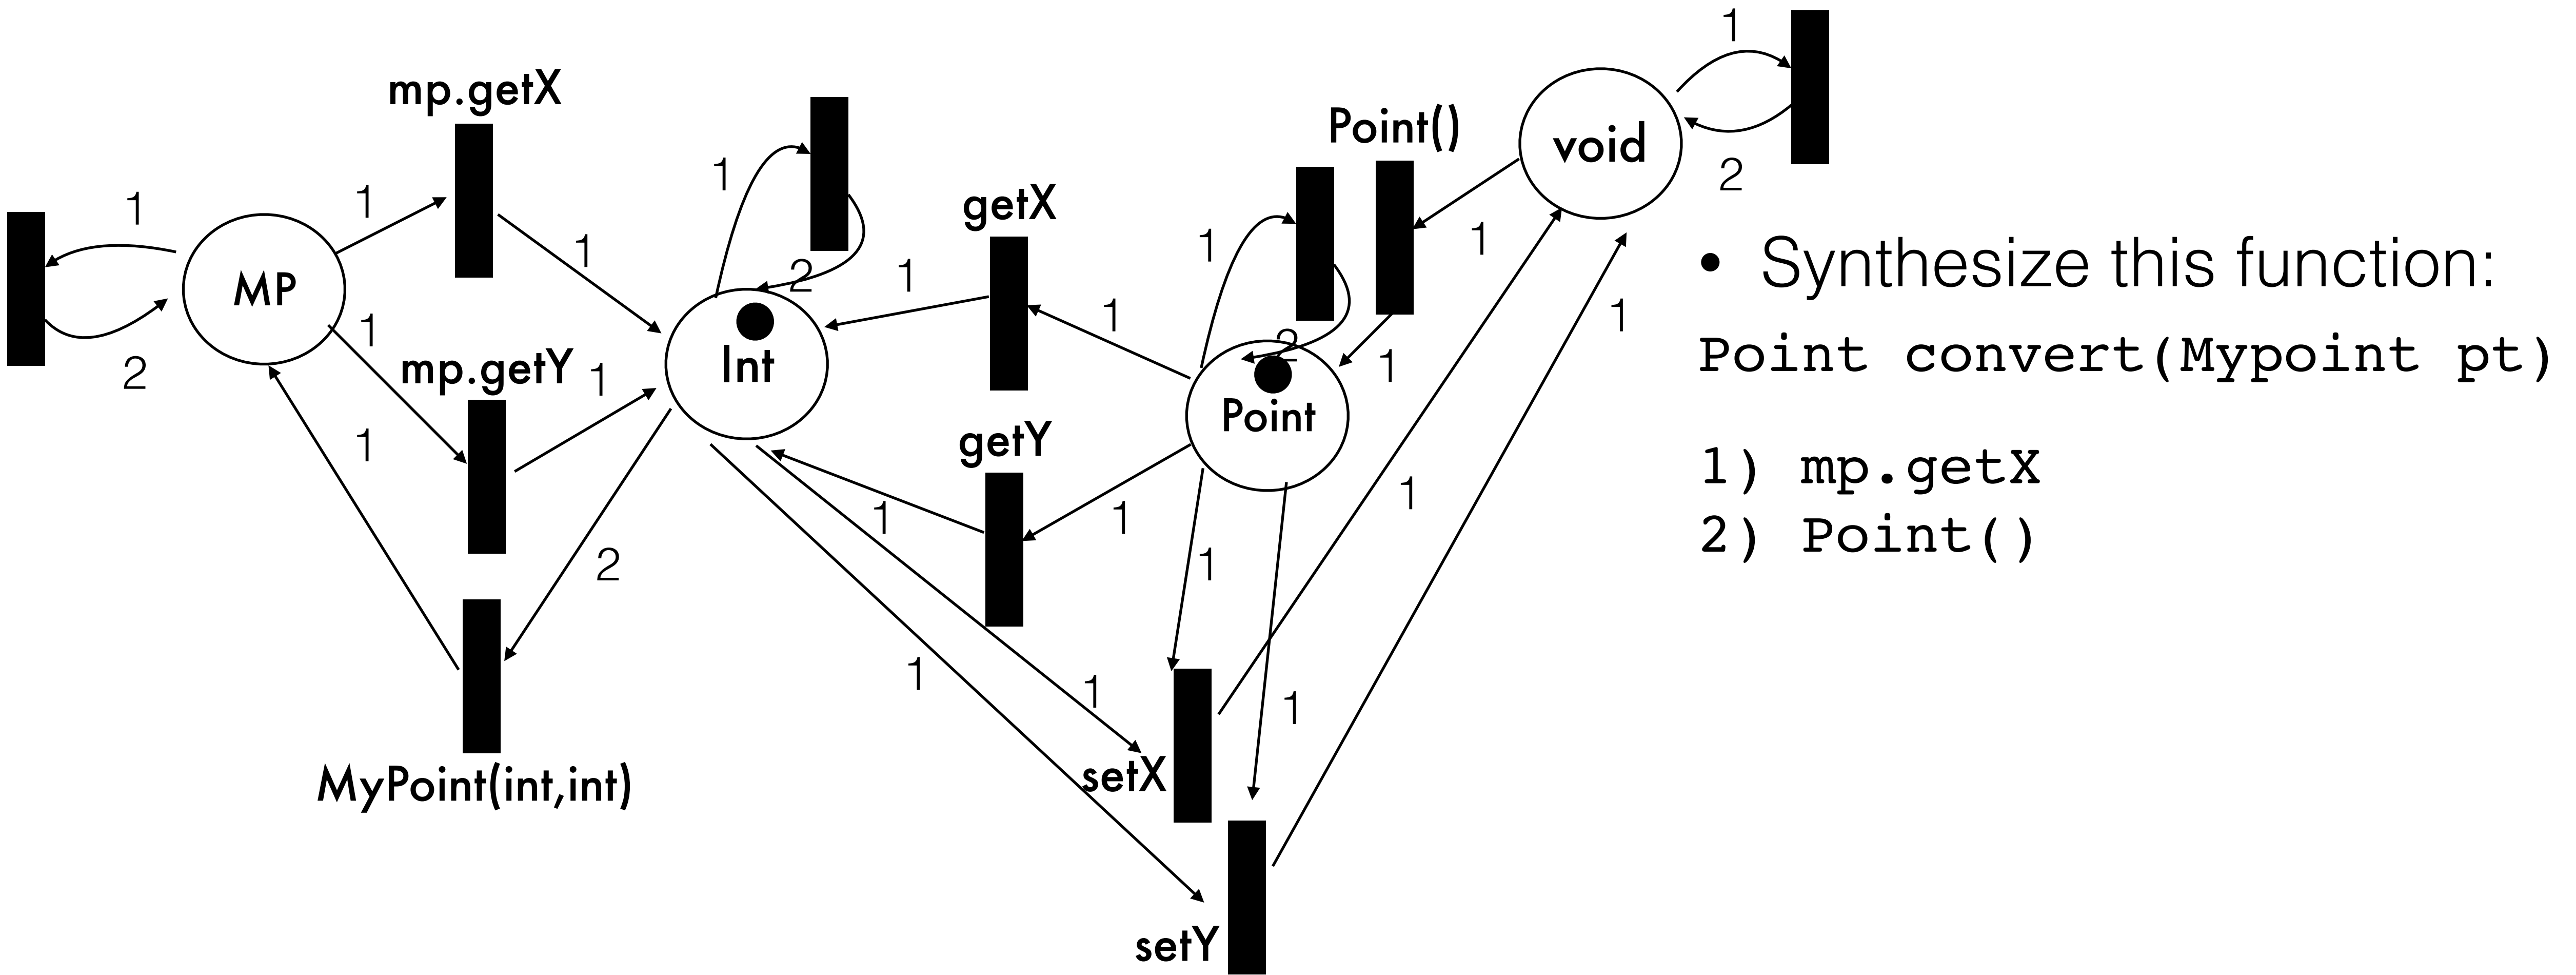 1
mp.getX
1
Point()
void
1
1
1
getX
2
1
1
1
2
1
MP
1
1
1
2
1
mp.getY
1
Int
getY
1
2
1
Point
1
1
1
1
2
1
1
1
1
1
MyPoint(int,int)
setX
setY
• Synthesize this function:
Point convert(Mypoint pt)
1) mp.getX
2) Point()